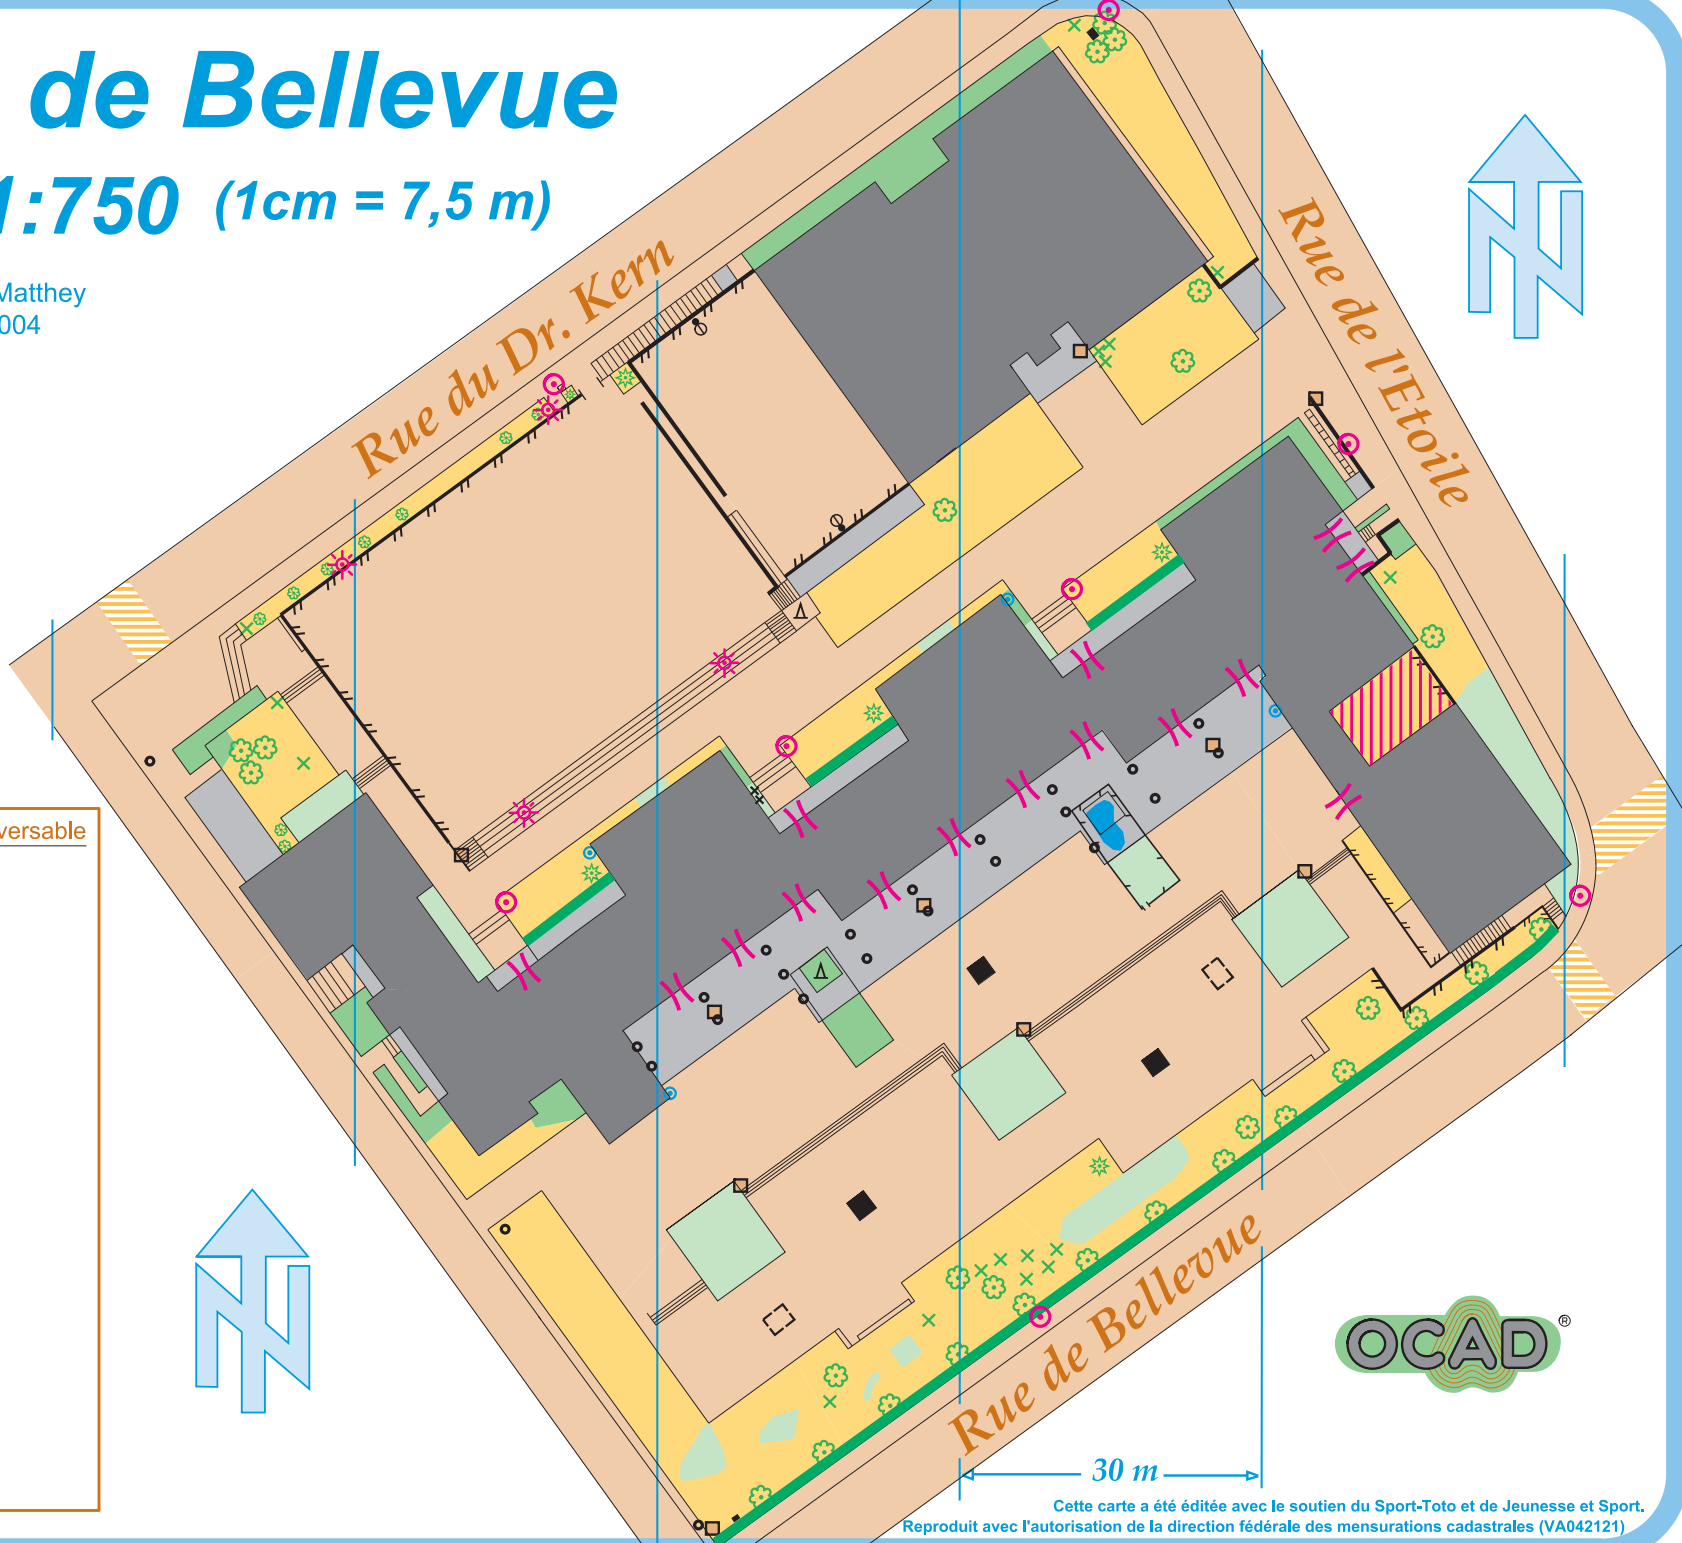 de Bellevue
1:750 (1cm = 7,5 m)
Matthey
004
Rue du Dr. Kern
Rue de l'Etoile
versable
Rue de Bellevue
OCAD®
30 m
Cette carte a été éditée avec le soutien du Sport-Toto et de Jeunesse et Sport.
Reproduit avec l'autorisation de la direction fédérale des mensurations cadastrales (VA042121)